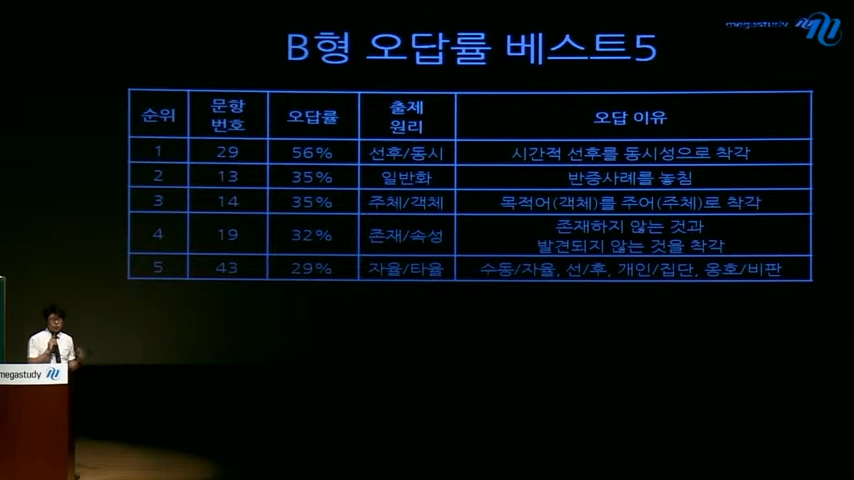 megastudy
B형 오답률 베스트5
순위 문항 번호 오답률 출제 원리 오답 이유
1 29 56% 선후/동시 시간적 선후를 동시성으로 착각
2 13 35% 일반화 반증사례를 놓침
3 14 35% 주체/객체 목적어(객체)를 주어(주체)로 착각
4 19 32% 존재/속성 존재하지 않는 것과
발견되지 않는 것을 착각
5 43 29% 자율/타율 수동/자율, 선/후, 개인/집단, 옹호/비판
megastudy